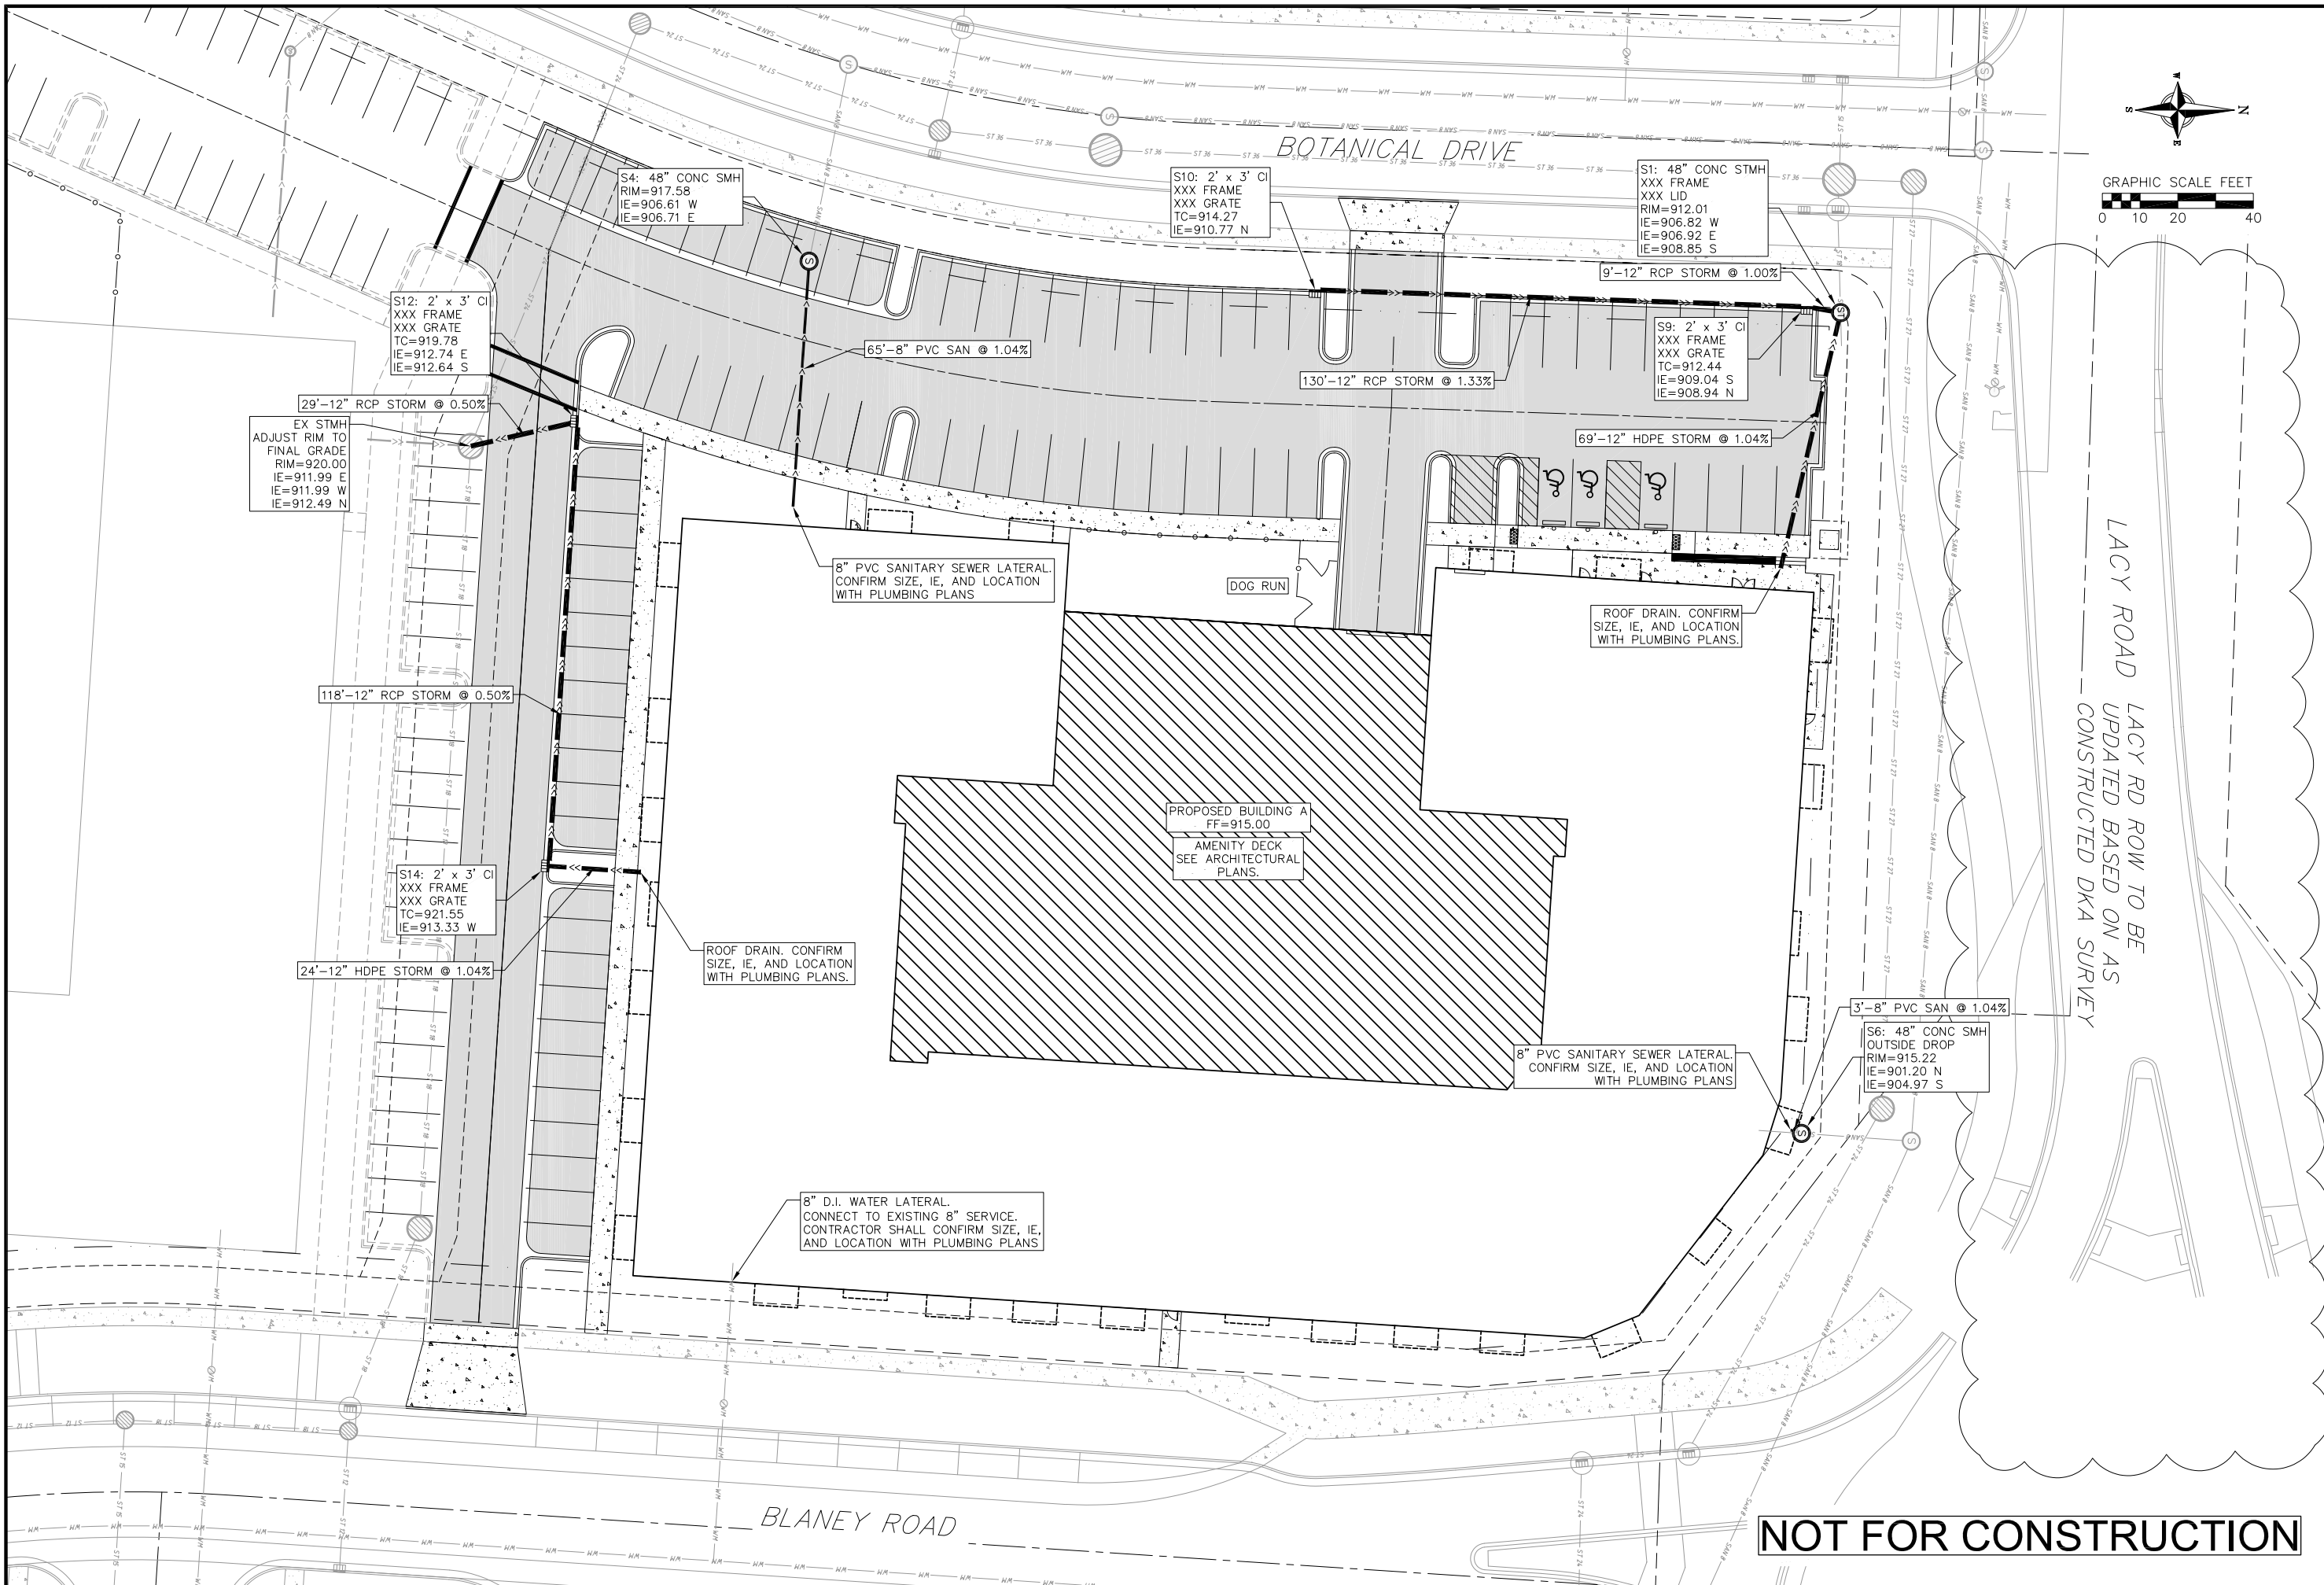 BOTANICAL DRIVE
W
S
N
E
GRAPHIC SCALE FEET
0 10 20 40
S4: 48" CONC SMH
RIM=917.58
IE=906.61 W
IE=906.71 E
S10: 2' x 3' CI
XXX FRAME
XXX GRATE
TC=914.27
IE=910.77 N
S1: 48" CONC STMH
XXX FRAME
XXX LID
RIM=912.01
IE=906.82 W
IE=906.92 E
IE=908.85 S
9'-12" RCP STORM @ 1.00%
S12: 2' x 3' CI
XXX FRAME
XXX GRATE
TC=919.78
IE=912.74 E
IE=912.64 S
65'-8" PVC SAN @ 1.04%
130'-12" RCP STORM @ 1.33%
S9: 2' x 3' CI
XXX FRAME
XXX GRATE
TC=912.44
IE=909.04 S
IE=908.94 N
29'-12" RCP STORM @ 0.50%
EX STMH
ADJUST RIM TO
FINAL GRADE
RIM=920.00
IE=911.99 E
IE=911.99 W
IE=912.49 N
69'-12" HDPE STORM @ 1.04%
8" PVC SANITARY SEWER LATERAL.
CONFIRM SIZE, IE, AND LOCATION
WITH PLUMBING PLANS
DOG RUN
ROOF DRAIN. CONFIRM
SIZE, IE, AND LOCATION
WITH PLUMBING PLANS.
LACY ROAD
LACY RD ROW TO BE
UPDATED BASED ON AS
CONSTRUCTED DKA SURVEY
118'-12" RCP STORM @ 0.50%
PROPOSED BUILDING A
FF=915.00
AMENITY DECK
SEE ARCHITECTURAL
PLANS.
S14: 2' x 3' CI
XXX FRAME
XXX GRATE
TC=921.55
IE=913.33 W
24'-12" HDPE STORM @ 1.04%
ROOF DRAIN. CONFIRM
SIZE, IE, AND LOCATION
WITH PLUMBING PLANS.
3'-8" PVC SAN @ 1.04%
S6: 48" CONC SMH
OUTSIDE DROP
RIM=915.22
IE=901.20 N
IE=904.97 S
8" PVC SANITARY SEWER LATERAL.
CONFIRM SIZE, IE, AND LOCATION
WITH PLUMBING PLANS
8" D.I. WATER LATERAL.
CONNECT TO EXISTING 8" SERVICE.
CONTRACTOR SHALL CONFIRM SIZE, IE,
AND LOCATION WITH PLUMBING PLANS
BLANEY ROAD
NOT FOR CONSTRUCTION